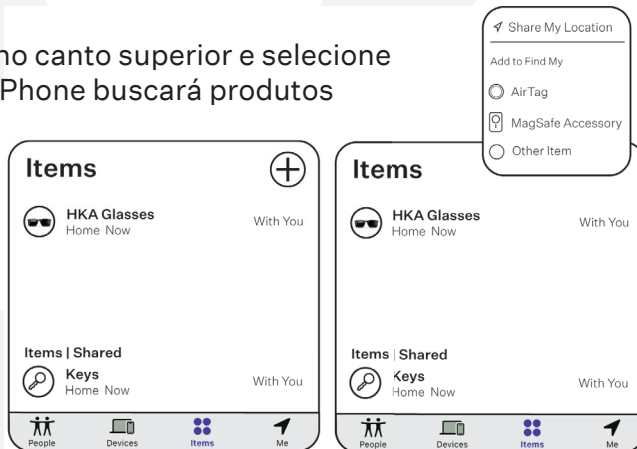 no canto superior e selecione
Phone buscará produtos
Share My Location
Add to Find My
AirTag
MagSafe Accessory
Other Item
Items
HKA Glasses
Home Now
With You
Items | Shared
Keys
Home Now
With You
People
Devices
Items
Me
Items
HKA Glasses
Home Now
With You
Items | Shared
Keys
Home Now
With You
People
Devices
Items
Me